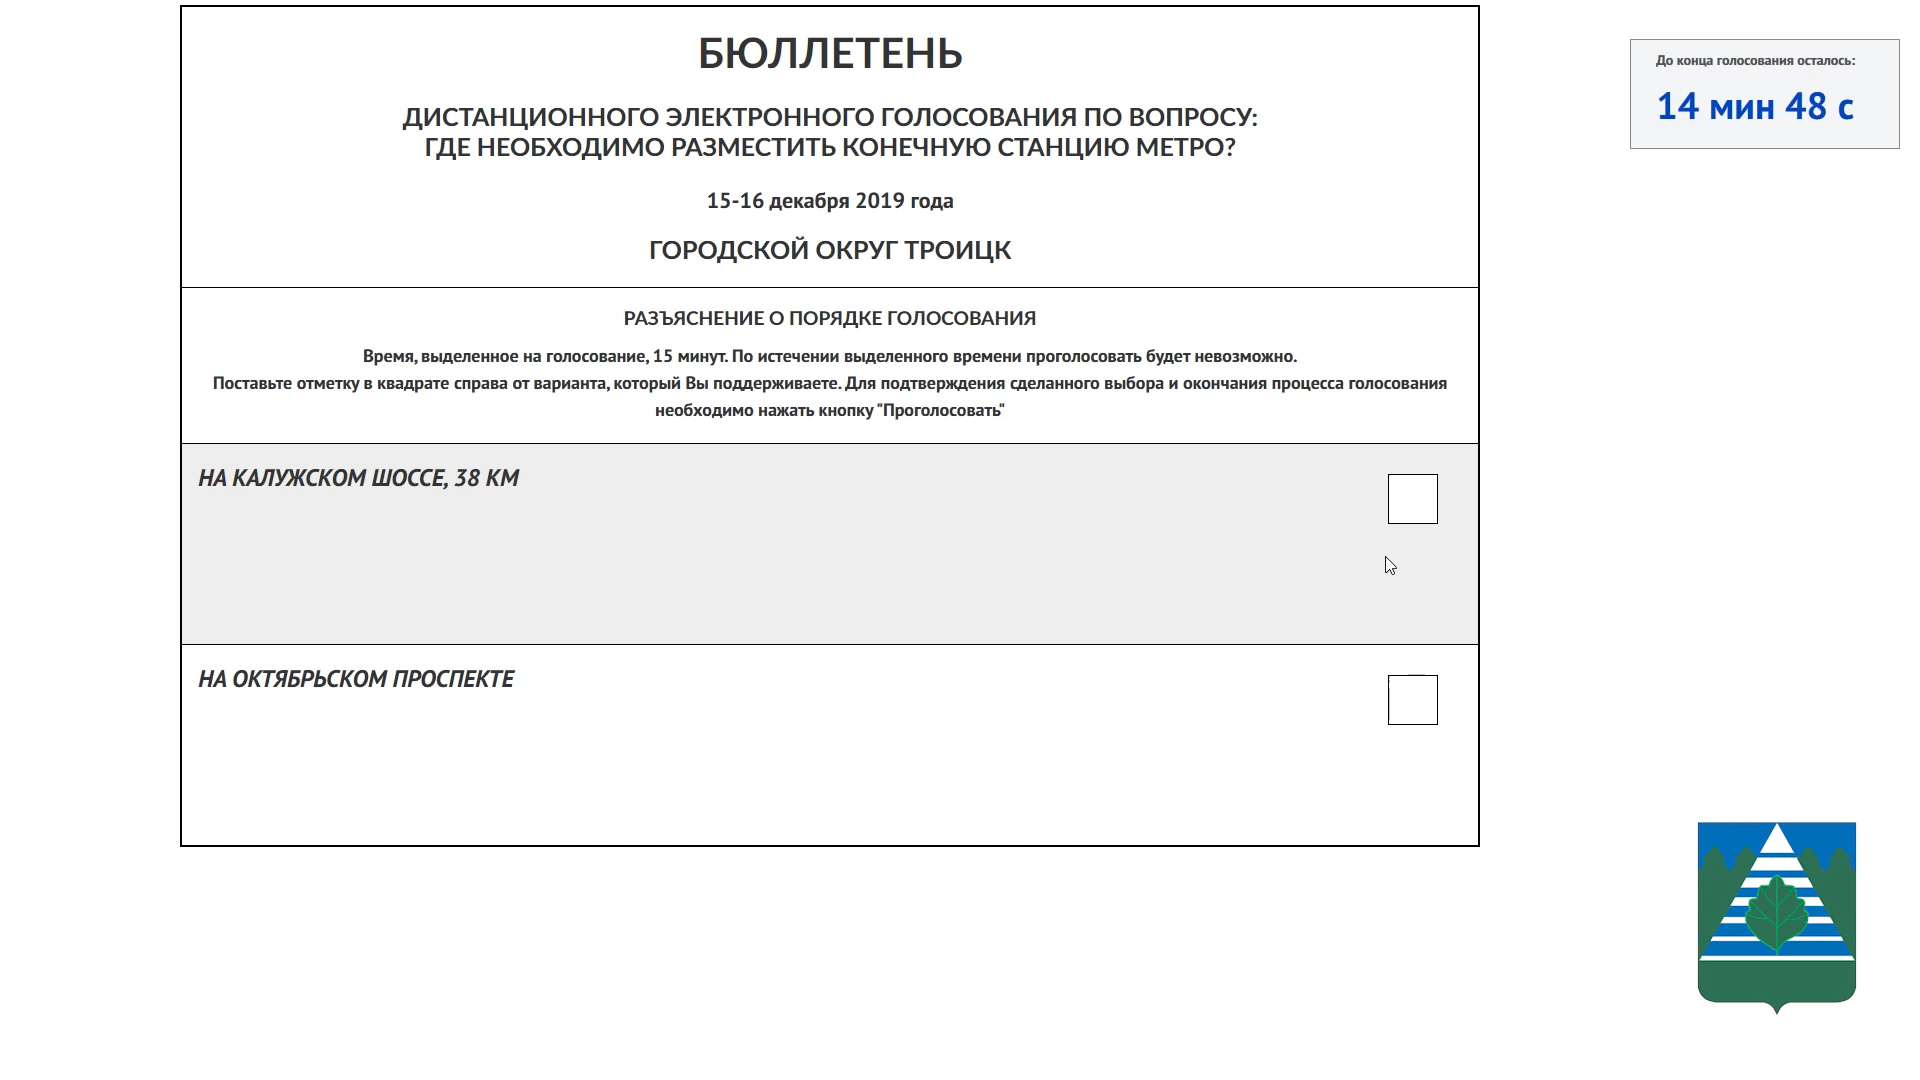 БЮЛЛЕТЕНЬ
ДИСТАНЦИОННОГО ЭЛЕКТРОННОГО ГОЛОСОВАНИЯ ПО ВОПРОСУ:
ГДЕ НЕОБХОДИМО РАЗМЕСТИТЬ КОНЕЧНУЮ СТАНЦИЮ МЕТРО?
15-16 декабря 2019 года
ГОРОДСКОЙ ОКРУГ ТРОИЦК
До конца голосования осталось:
14 мин 48 с
РАЗЪЯСНЕНИЕ О ПОРЯДКЕ ГОЛОСОВАНИЯ
Время, выделенное на голосование, 15 минут. По истечении выделенного времени проголосовать будет невозможно.
Поставьте отметку в квадрате справа от варианта, который Вы поддерживаете. Для подтверждения сделанного выбора и окончания процесса голосования
необходимо нажать кнопку "Проголосовать"
НА КАЛУЖСКОМ ШОССЕ, 38 КМ
НА ОКТЯБРЬСКОМ ПРОСПЕКТЕ